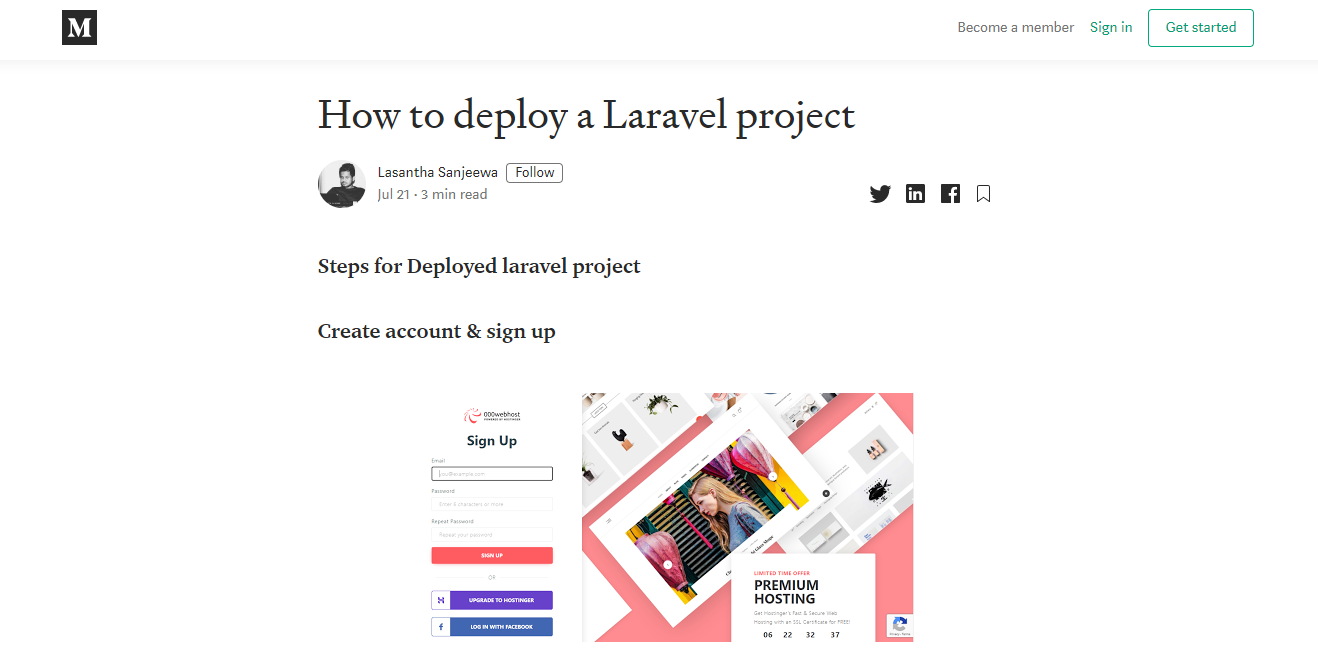 M
Become a member Sign in Get started
How to deploy a Laravel project
Lasantha Sanjeewa Follow
Jul 21 · 3 min read
Steps for Deployed laravel project
Create account & sign up
000webhost
POWERED BY HOSTINGER
Sign Up
Email
you@example.com
Password
Enter 6 characters or more
Repeat Password
Repeat your password
SIGN UP
OR
UPGRADE TO HOSTINGER
LOG IN WITH FACEBOOK
LIMITED TIME OFFER
PREMIUM
HOSTING
Get Hostinger's Fast & Secure Web
Hosting with an SSL Certificate for FREE!
06 22 32 37
Privacy - Terms